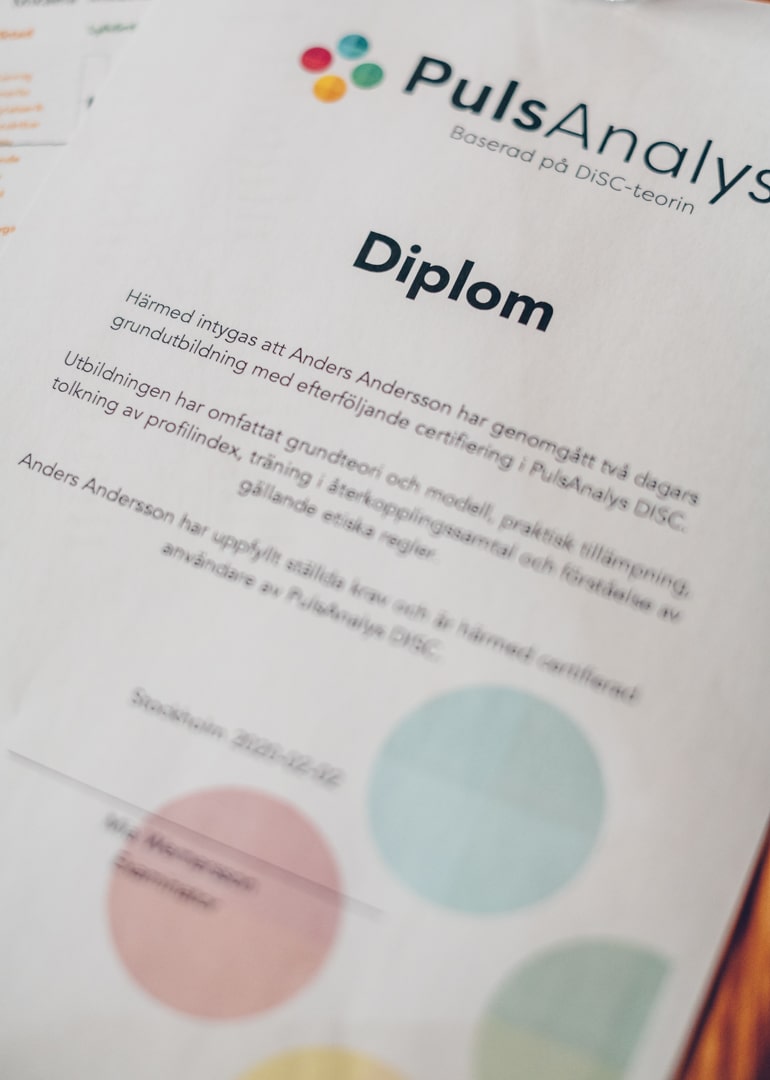 PulsAnalys
Baserad på DiSC-teorin
Diplom
Härmed intygas att Anders Andersson har genomgått två dagars
grundutbildning med efterföljande certifiering i PulsAnalys DISC.
Utbildningen har omfattat grundteori och modell, praktisk tillämpning,
tolkning av profilindex, träning i återkopplingssamtal och förståelse av
gällande etiska regler.
Anders Andersson har uppfyllt ställda krav och är härmed certifierad
användare av PulsAnalys DISC.
Stockholm